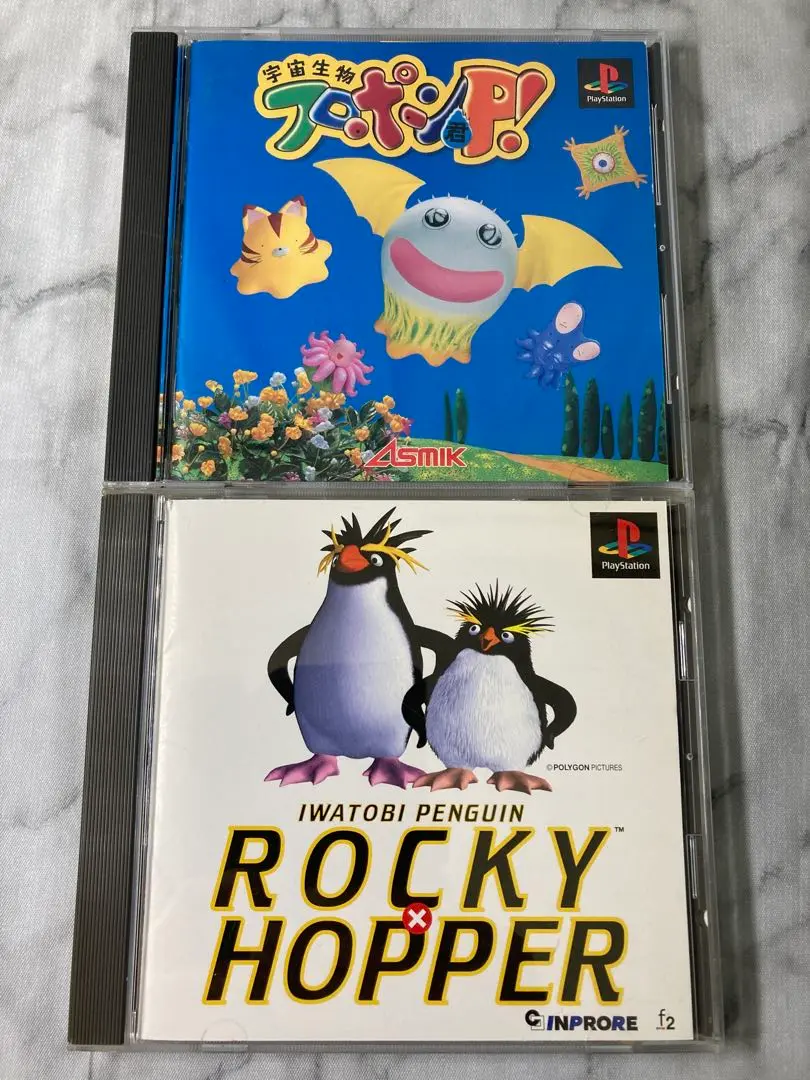 宇宙生物
フロポン君P!
PlayStation
ASMIK
PlayStation
©POLYGON PICTURES
IWATOBI PENGUIN
ROCKY™
×
HOPPER
INPRORE
f2